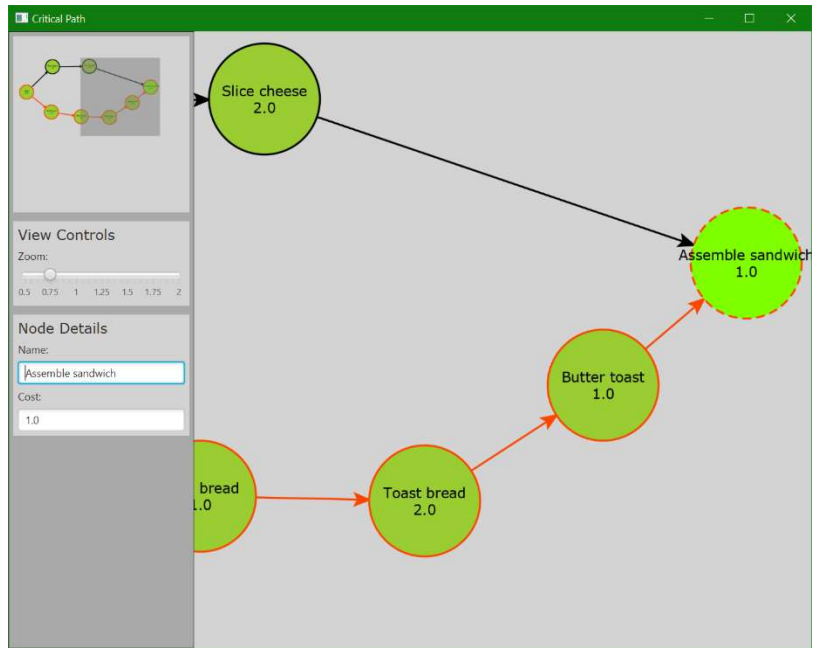 Critical Path
View Controls
Zoom:
0.5 0.75 1 1.25 1.5 1.75 2
Node Details
Name:
Assemble sandwich
Cost:
1.0
Slice cheese
2.0
Assemble sandwich
1.0
Butter toast
1.0
bread
1.0
Toast bread
2.0